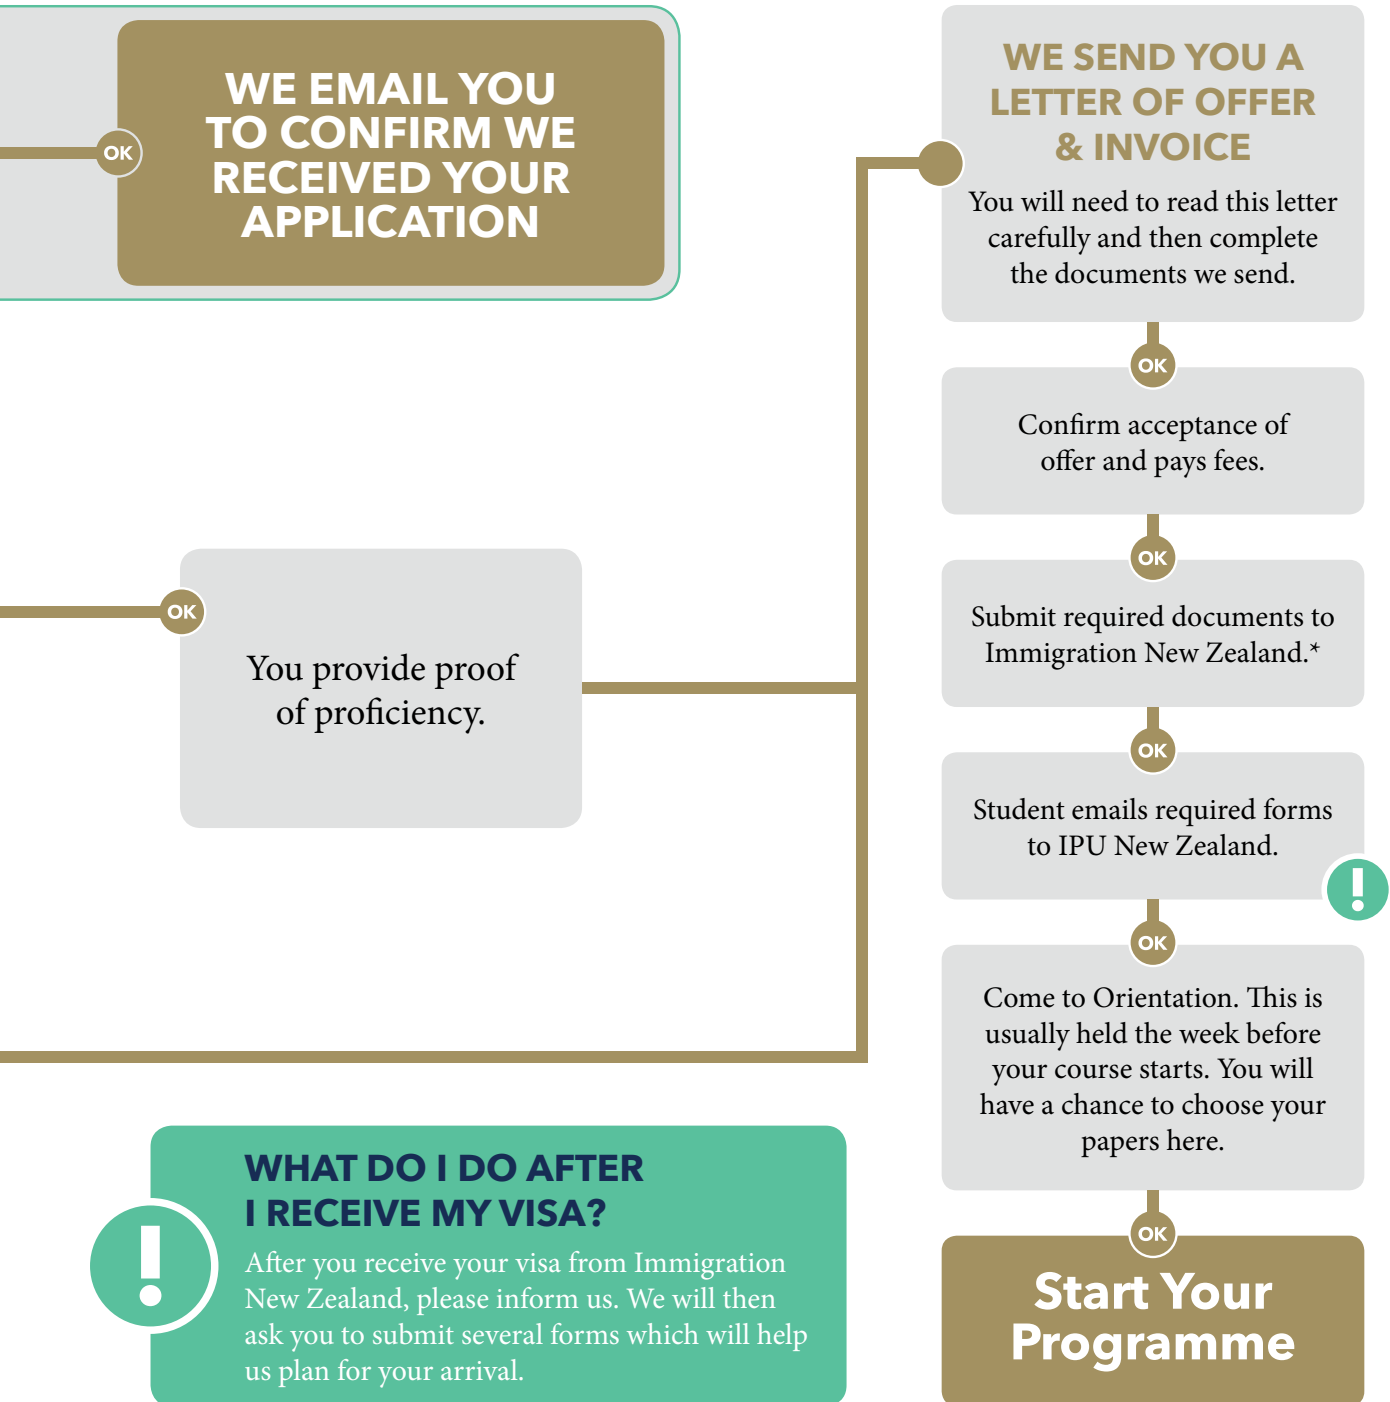 OK
WE EMAIL YOU
TO CONFIRM WE
RECEIVED YOUR
APPLICATION
OK
You provide proof
of proficiency.
WE SEND YOU A
LETTER OF OFFER
& INVOICE
You will need to read this letter
carefully and then complete
the documents we send.
OK
Confirm acceptance of
offer and pays fees.
OK
Submit required documents to
Immigration New Zealand.*
OK
Student emails required forms
to IPU New Zealand.
!
OK
Come to Orientation. This is
usually held the week before
your course starts. You will
have a chance to choose your
papers here.
OK
Start Your
Programme
!
WHAT DO I DO AFTER
I RECEIVE MY VISA?
After you receive your visa from Immigration
New Zealand, please inform us. We will then
ask you to submit several forms which will help
us plan for your arrival.